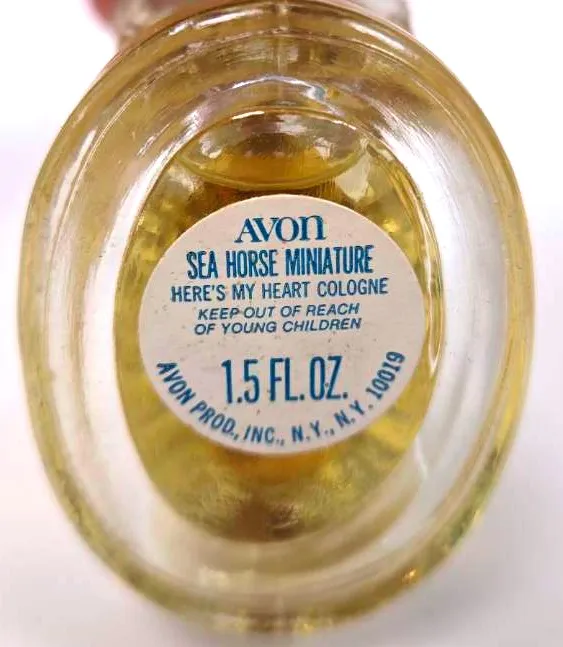 AVON
SEA HORSE MINIATURE
HERE'S MY HEART COLOGNE
KEEP OUT OF REACH
OF YOUNG CHILDREN
1.5 FL. OZ.
AVON PROD., INC., N.Y., N.Y. 10019